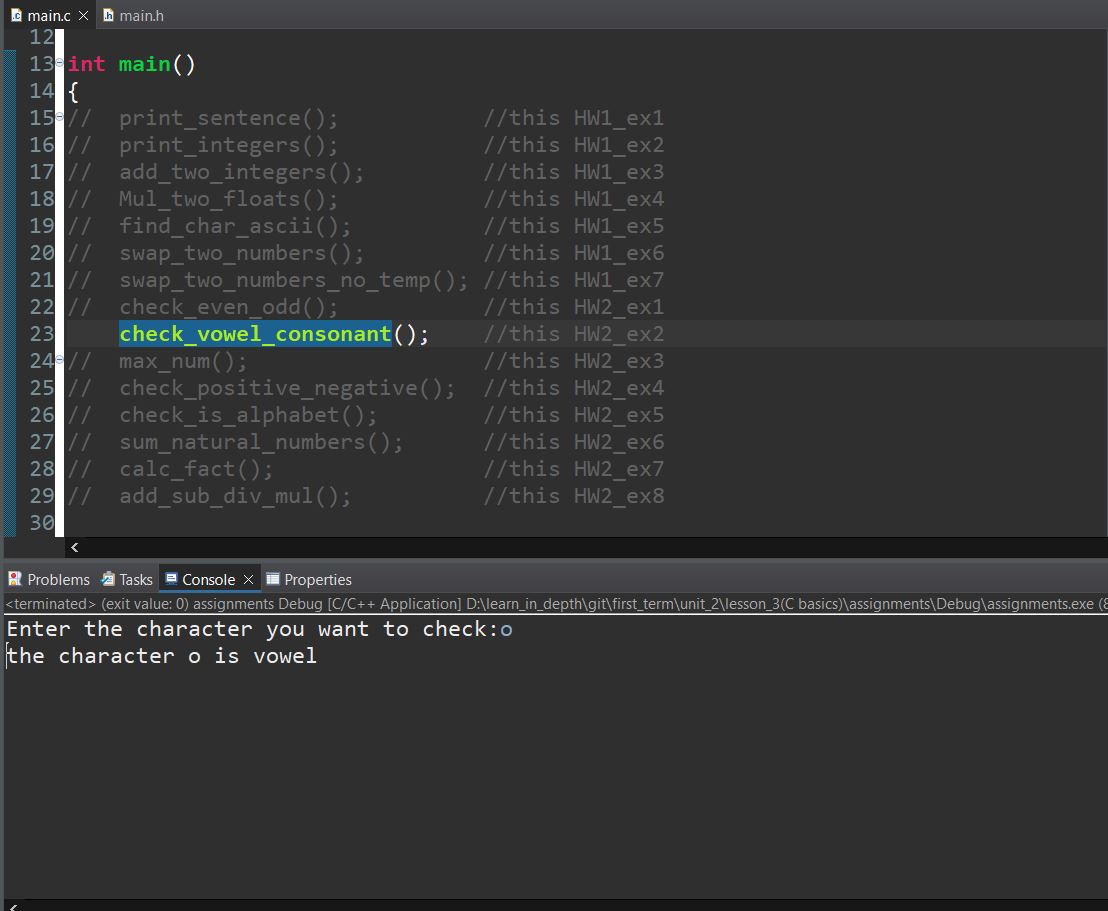 main.c main.h
12
13 int main()
14 {
15 // print_sentence(); //this HW1_ex1
16 // print_integers(); //this HW1_ex2
17 // add_two_integers(); //this HW1_ex3
18 // Mul_two_floats(); //this HW1_ex4
19 // find_char_ascii(); //this HW1_ex5
20 // swap_two_numbers(); //this HW1_ex6
21 // swap_two_numbers_no_temp(); //this HW1_ex7
22 // check_even_odd(); //this HW2_ex1
23 check_vowel_consonant(); //this HW2_ex2
24 // max_num(); //this HW2_ex3
25 // check_positive_negative(); //this HW2_ex4
26 // check_is_alphabet(); //this HW2_ex5
27 // sum_natural_numbers(); //this HW2_ex6
28 // calc_fact(); //this HW2_ex7
29 // add_sub_div_mul(); //this HW2_ex8
30
Problems Tasks Console Properties
<terminated> (exit value: 0) assignments Debug [C/C++ Application] D:\learn_in_depth\git\first_term\unit_2\lesson_3(C basics)\assignments\Debug\assignments.exe (8
Enter the character you want to check:o
the character o is vowel